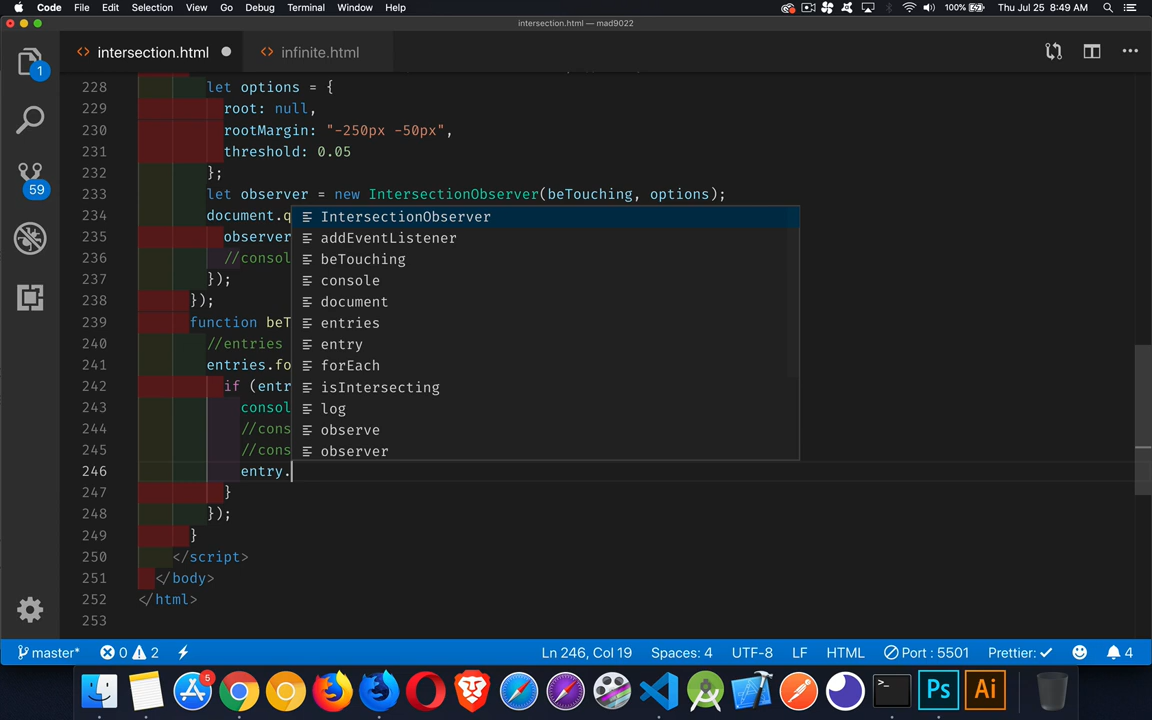 Code File Edit Selection View Go Debug Terminal Window Help 100% Thu Jul 25 8:49 AM
intersection.html — mad9022
<> intersection.html <> infinite.html
1
59
228 let options = {
229 root: null,
230 rootMargin: "-250px -50px",
231 threshold: 0.05
232 };
233 let observer = new IntersectionObserver(beTouching, options);
234 document.q
235 observer
236 //consol
237 });
238 });
239 function beT
240 //entries
241 entries.fo
242 if (entr
243 consol
244 //cons
245 //cons
246 entry.
247 }
248 });
249 }
250 </script>
251 </body>
252 </html>
253
IntersectionObserver
addEventListener
beTouching
console
document
entries
entry
forEach
isIntersecting
log
observe
observer
master* 0 2 Ln 246, Col 19 Spaces: 4 UTF-8 LF HTML Port : 5501 Prettier: 4
5
>_
Ps
Ai